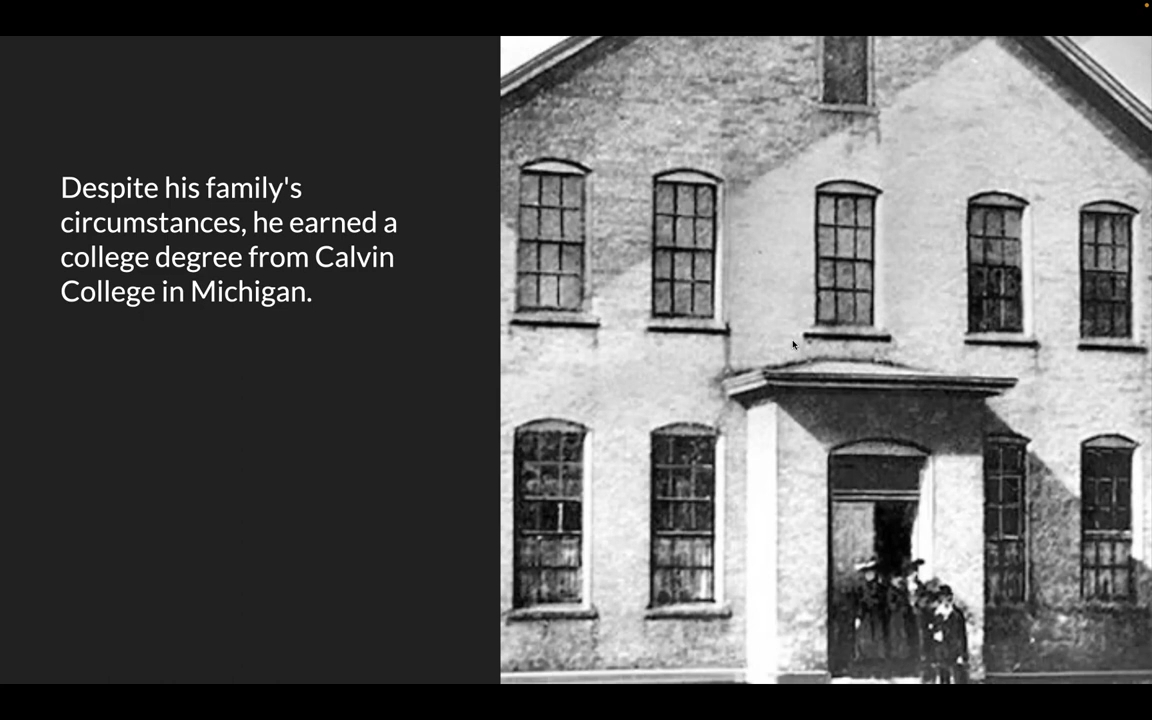 Despite his family's
circumstances, he earned a
college degree from Calvin
College in Michigan.